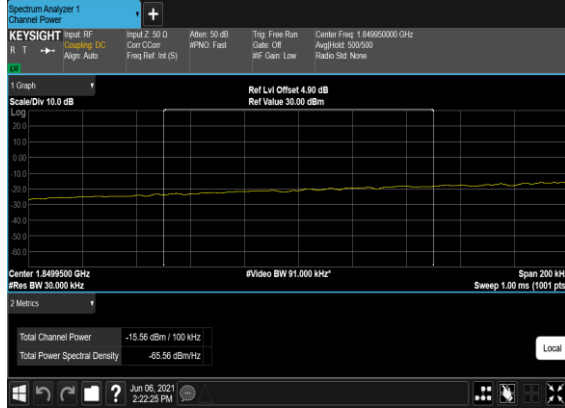 Spectrum Analyzer 1
Channel Power
+
KEYSIGHT Input: RF Input Z: 50 Ω Atten: 50 dB Trig: Free Run Center Freq: 1.849950000 GHz
R T Coupling: DC Corr CCorr #PNO: Fast Gate: Off Avg|Hold: 500/500
Align: Auto Freq Ref: Int (S) #IF Gain: Low Radio Std: None
1 Graph
Ref Lvl Offset 4.90 dB
Scale/Div 10.0 dB Ref Value 30.00 dBm
Log
20.0
10.0
0.00
-10.0
-20.0
-30.0
-40.0
-50.0
-60.0
Center 1.8499500 GHz #Video BW 91.000 kHz* Span 200 kH
#Res BW 30.000 kHz Sweep 1.00 ms (1001 pts
2 Metrics
Total Channel Power -15.56 dBm / 100 kHz
Total Power Spectral Density -65.56 dBm/Hz
Local
? Jun 06, 2021
2:22:25 PM